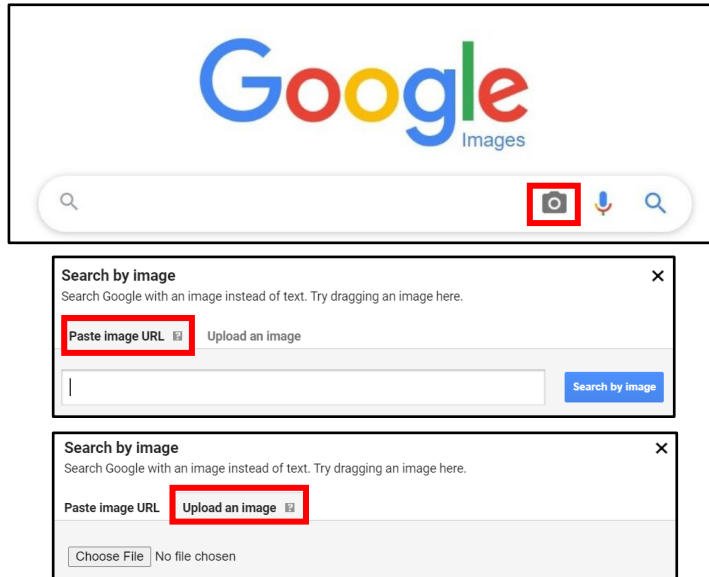 Google
Images
Search by image
Search Google with an image instead of text. Try dragging an image here.
Paste image URL ? Upload an image
Search by image
Search by image
Search Google with an image instead of text. Try dragging an image here.
Paste image URL Upload an image ?
Choose File No file chosen